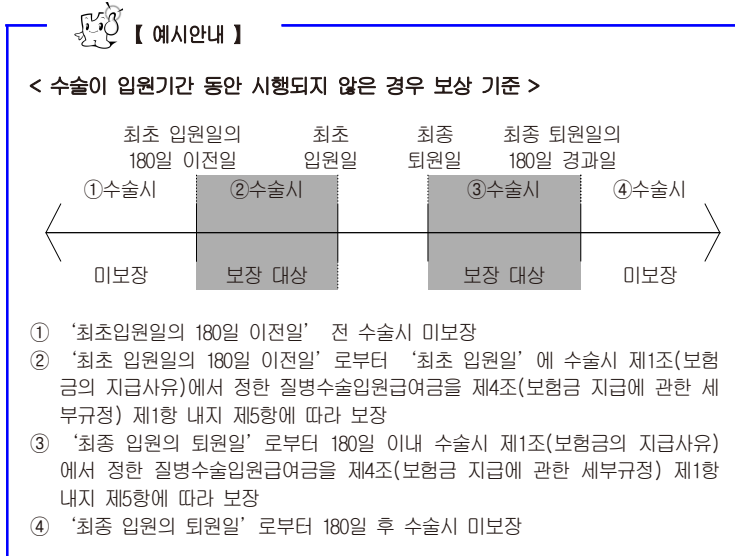 【 예시안내 】
< 수술이 입원기간 동안 시행되지 않은 경우 보상 기준 >
최초 입원일의 최초 최종 최종 퇴원일의
180일 이전일 입원일 퇴원일 180일 경과일
①수술시 ②수술시 ③수술시 ④수술시
미보장 보장 대상 보장 대상 미보장
① ‘최초입원일의 180일 이전일’ 전 수술시 미보장
② ‘최초 입원일의 180일 이전일’로부터 ‘최초 입원일’에 수술시 제1조(보험
금의 지급사유)에서 정한 질병수술입원급여금을 제4조(보험금 지급에 관한 세
부규정) 제1항 내지 제5항에 따라 보장
③ ‘최종 입원의 퇴원일’로부터 180일 이내 수술시 제1조(보험금의 지급사유)
에서 정한 질병수술입원급여금을 제4조(보험금 지급에 관한 세부규정) 제1항
내지 제5항에 따라 보장
④ ‘최종 입원의 퇴원일’로부터 180일 후 수술시 미보장